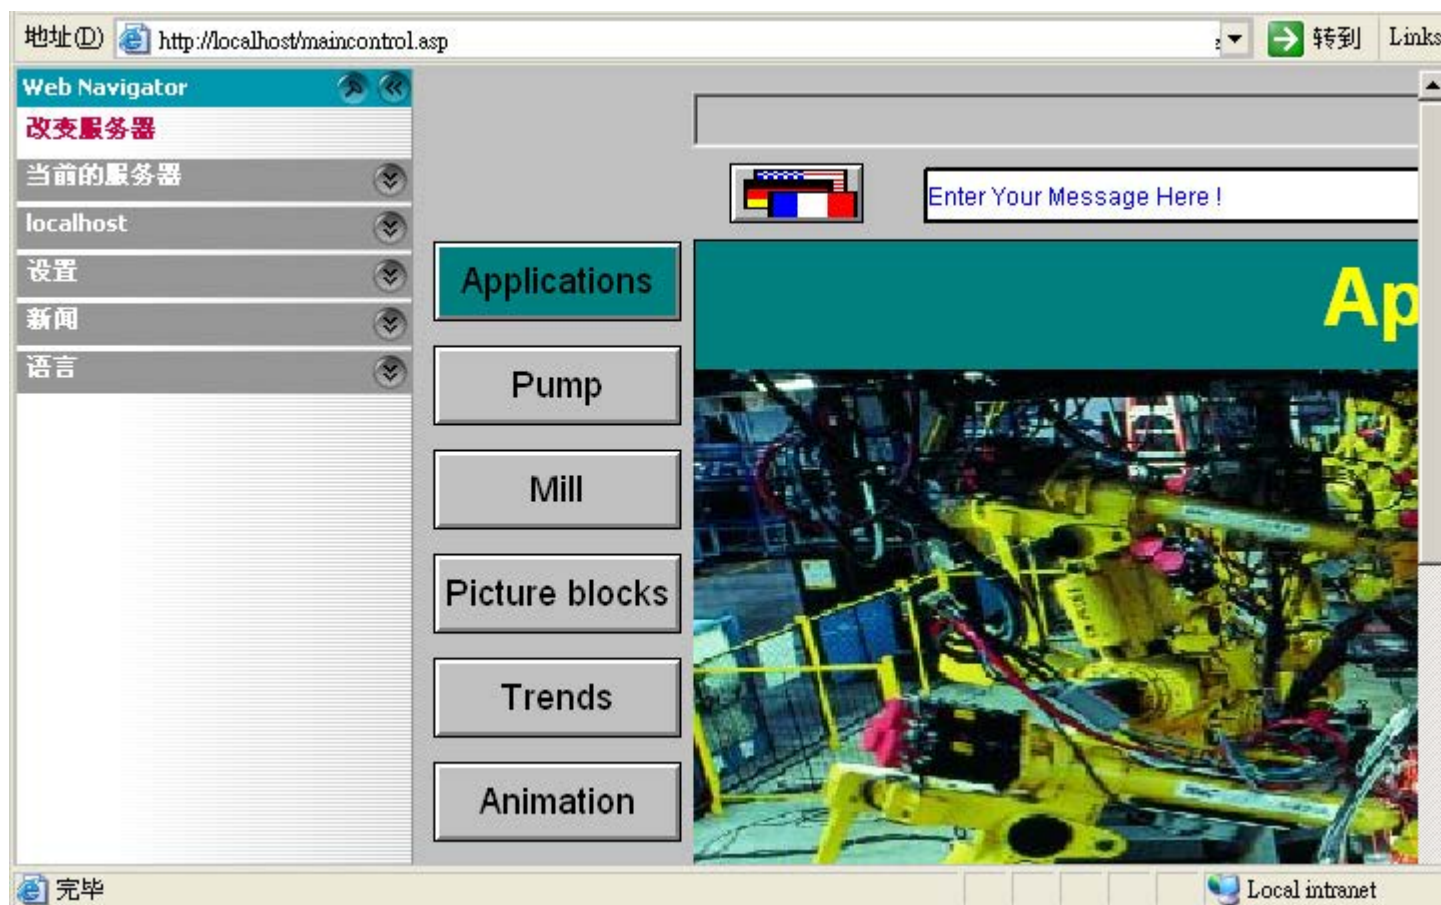 地址(D) http://localhost/maincontrol.asp 转到 Links
Web Navigator
改变服务器
当前的服务器
localhost
设置
新闻
语言
Enter Your Message Here !
Applications
Ap
Pump
Mill
Picture blocks
Trends
Animation
完毕 Local intranet